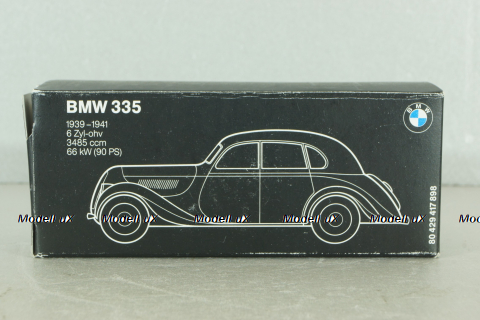 BMW 335
1939-1941
6 Zyl-ohv
3485 ccm
66 kW (90 PS)
BMW
80 429 417 898
ModelLux ModelLux ModelLux ModelLux ModelLux Mod